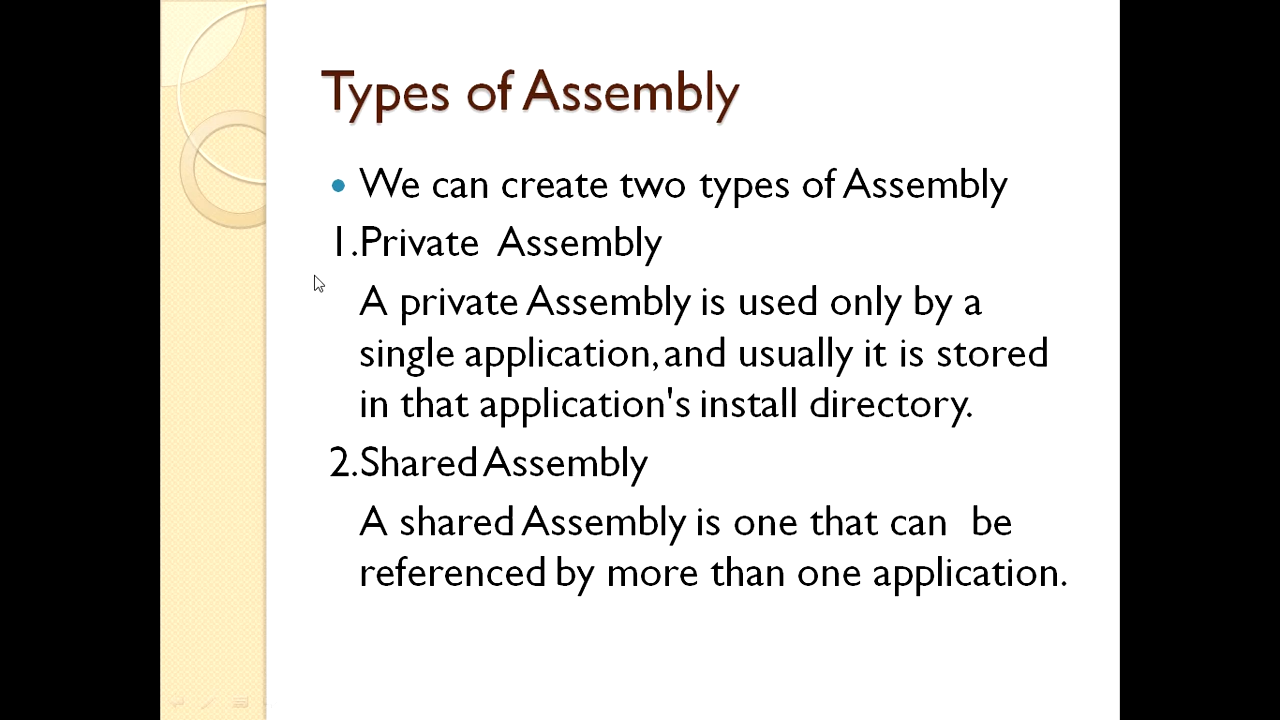 Types of Assembly
We can create two types of Assembly
1.Private Assembly
A private Assembly is used only by a
single application, and usually it is stored
in that application's install directory.
2.Shared Assembly
A shared Assembly is one that can be
referenced by more than one application.